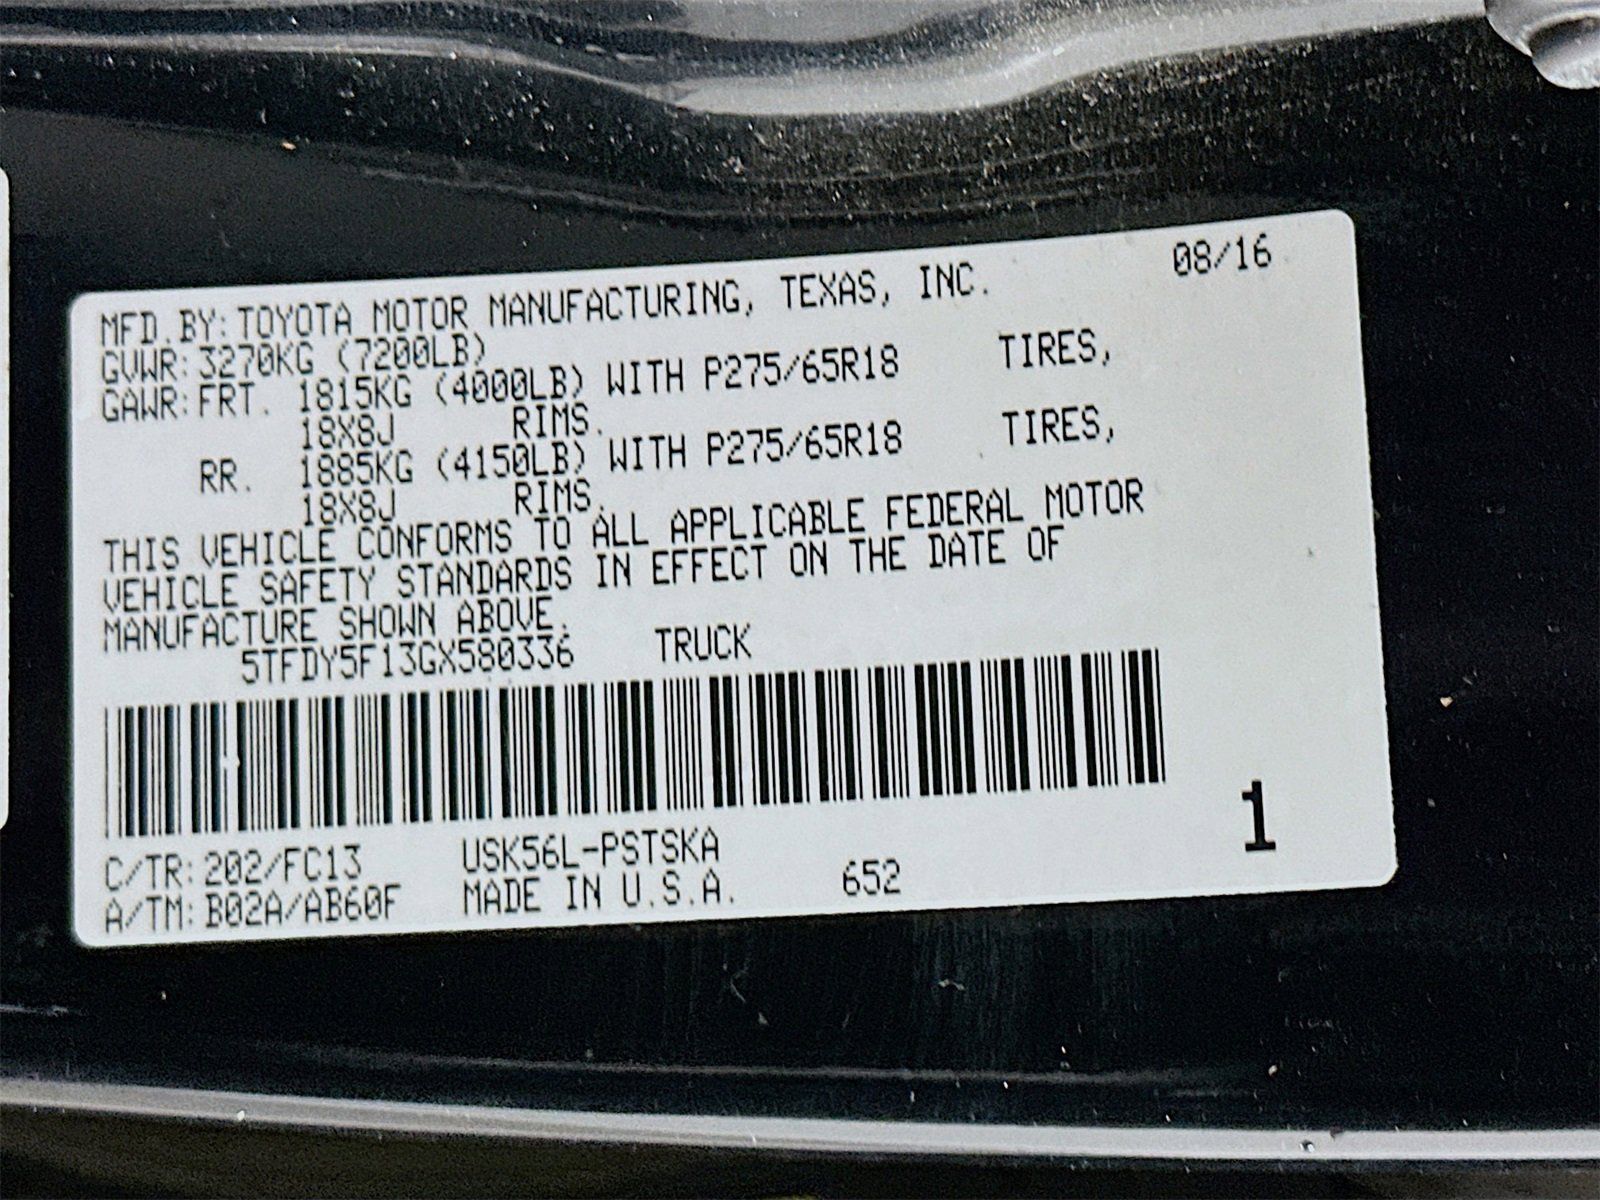 08/16
MFD.BY:TOYOTA MOTOR MANUFACTURING, TEXAS, INC.
GVWR:3270KG (7200LB)
GAWR:FRT. 1815KG (4000LB) WITH P275/65R18 TIRES,
18X8J RIMS.
RR. 1885KG (4150LB) WITH P275/65R18 TIRES,
18X8J RIMS.
THIS VEHICLE CONFORMS TO ALL APPLICABLE FEDERAL MOTOR
VEHICLE SAFETY STANDARDS IN EFFECT ON THE DATE OF
MANUFACTURE SHOWN ABOVE.
5TFDY5F13GX580336 TRUCK
1
C/TR:202/FC13 USK56L-PSTSKA
A/TM:B02A/AB60F MADE IN U.S.A. 652